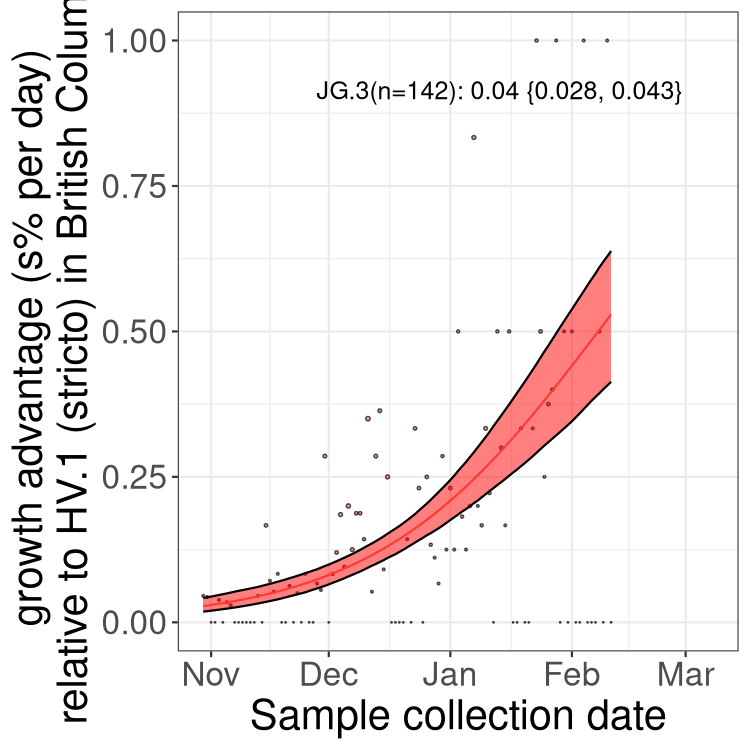 growth advantage (s% per day)
relative to HV.1 (stricto) in British Colum
1.00
0.75
0.50
0.25
0.00
JG.3(n=142): 0.04 {0.028, 0.043}
Nov Dec Jan Feb Mar
Sample collection date